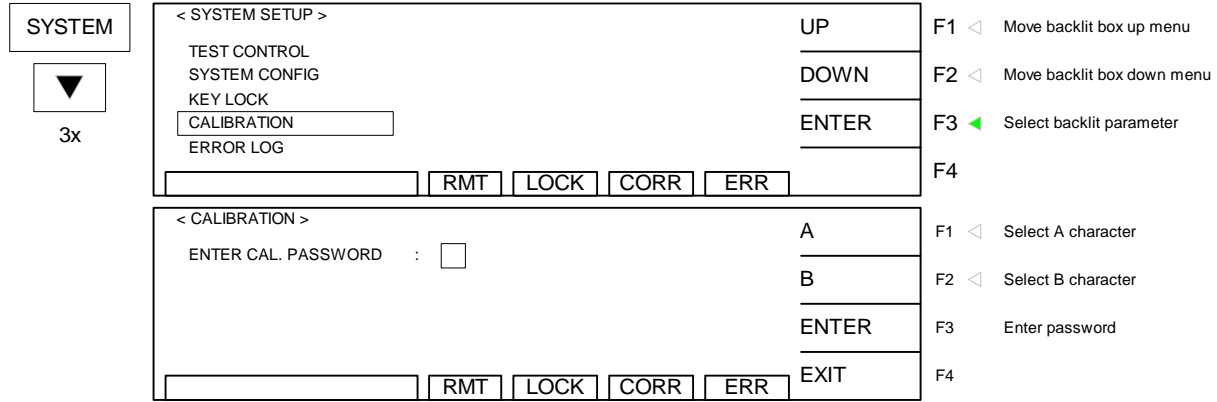 SYSTEM
3x
< SYSTEM SETUP >
TEST CONTROL
SYSTEM CONFIG
KEY LOCK
CALIBRATION
ERROR LOG
RMT LOCK CORR ERR
UP F1 Move backlit box up menu
DOWN F2 Move backlit box down menu
ENTER F3 Select backlit parameter
F4
< CALIBRATION >
ENTER CAL. PASSWORD :
RMT LOCK CORR ERR
A F1 Select A character
B F2 Select B character
ENTER F3 Enter password
EXIT F4